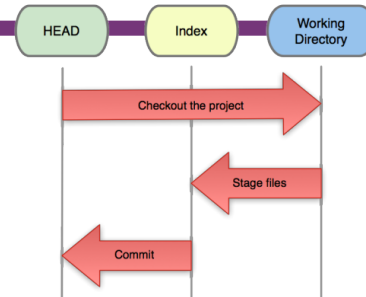 HEAD
Index
Working
Directory
Checkout the project
Stage files
Commit